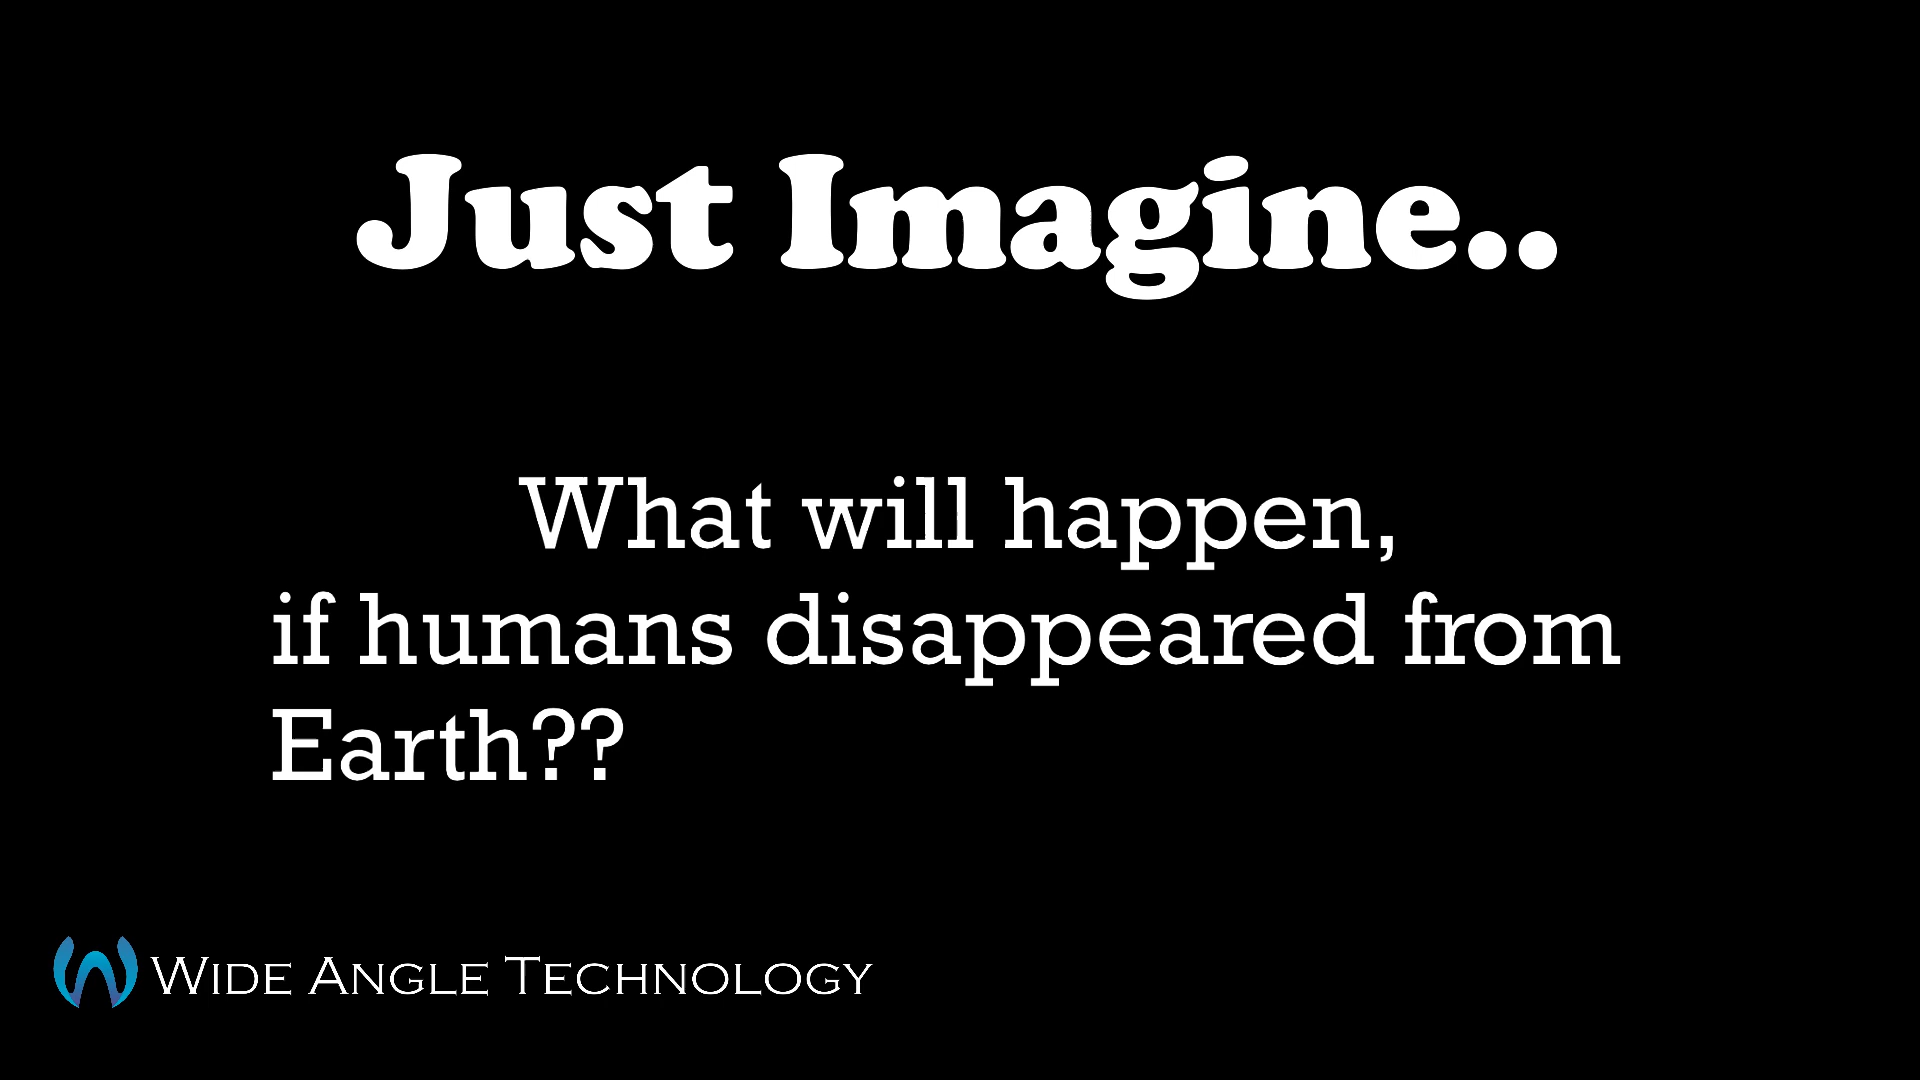 Just Imagine..
What will happen,
if humans disappeared from
Earth??
WIDE ANGLE TECHNOLOGY